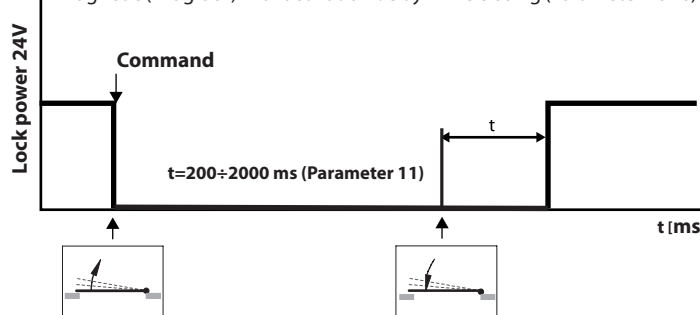 Lock power 24V
Command
t
t=200÷2000 ms (Parameter 11)
t [ms